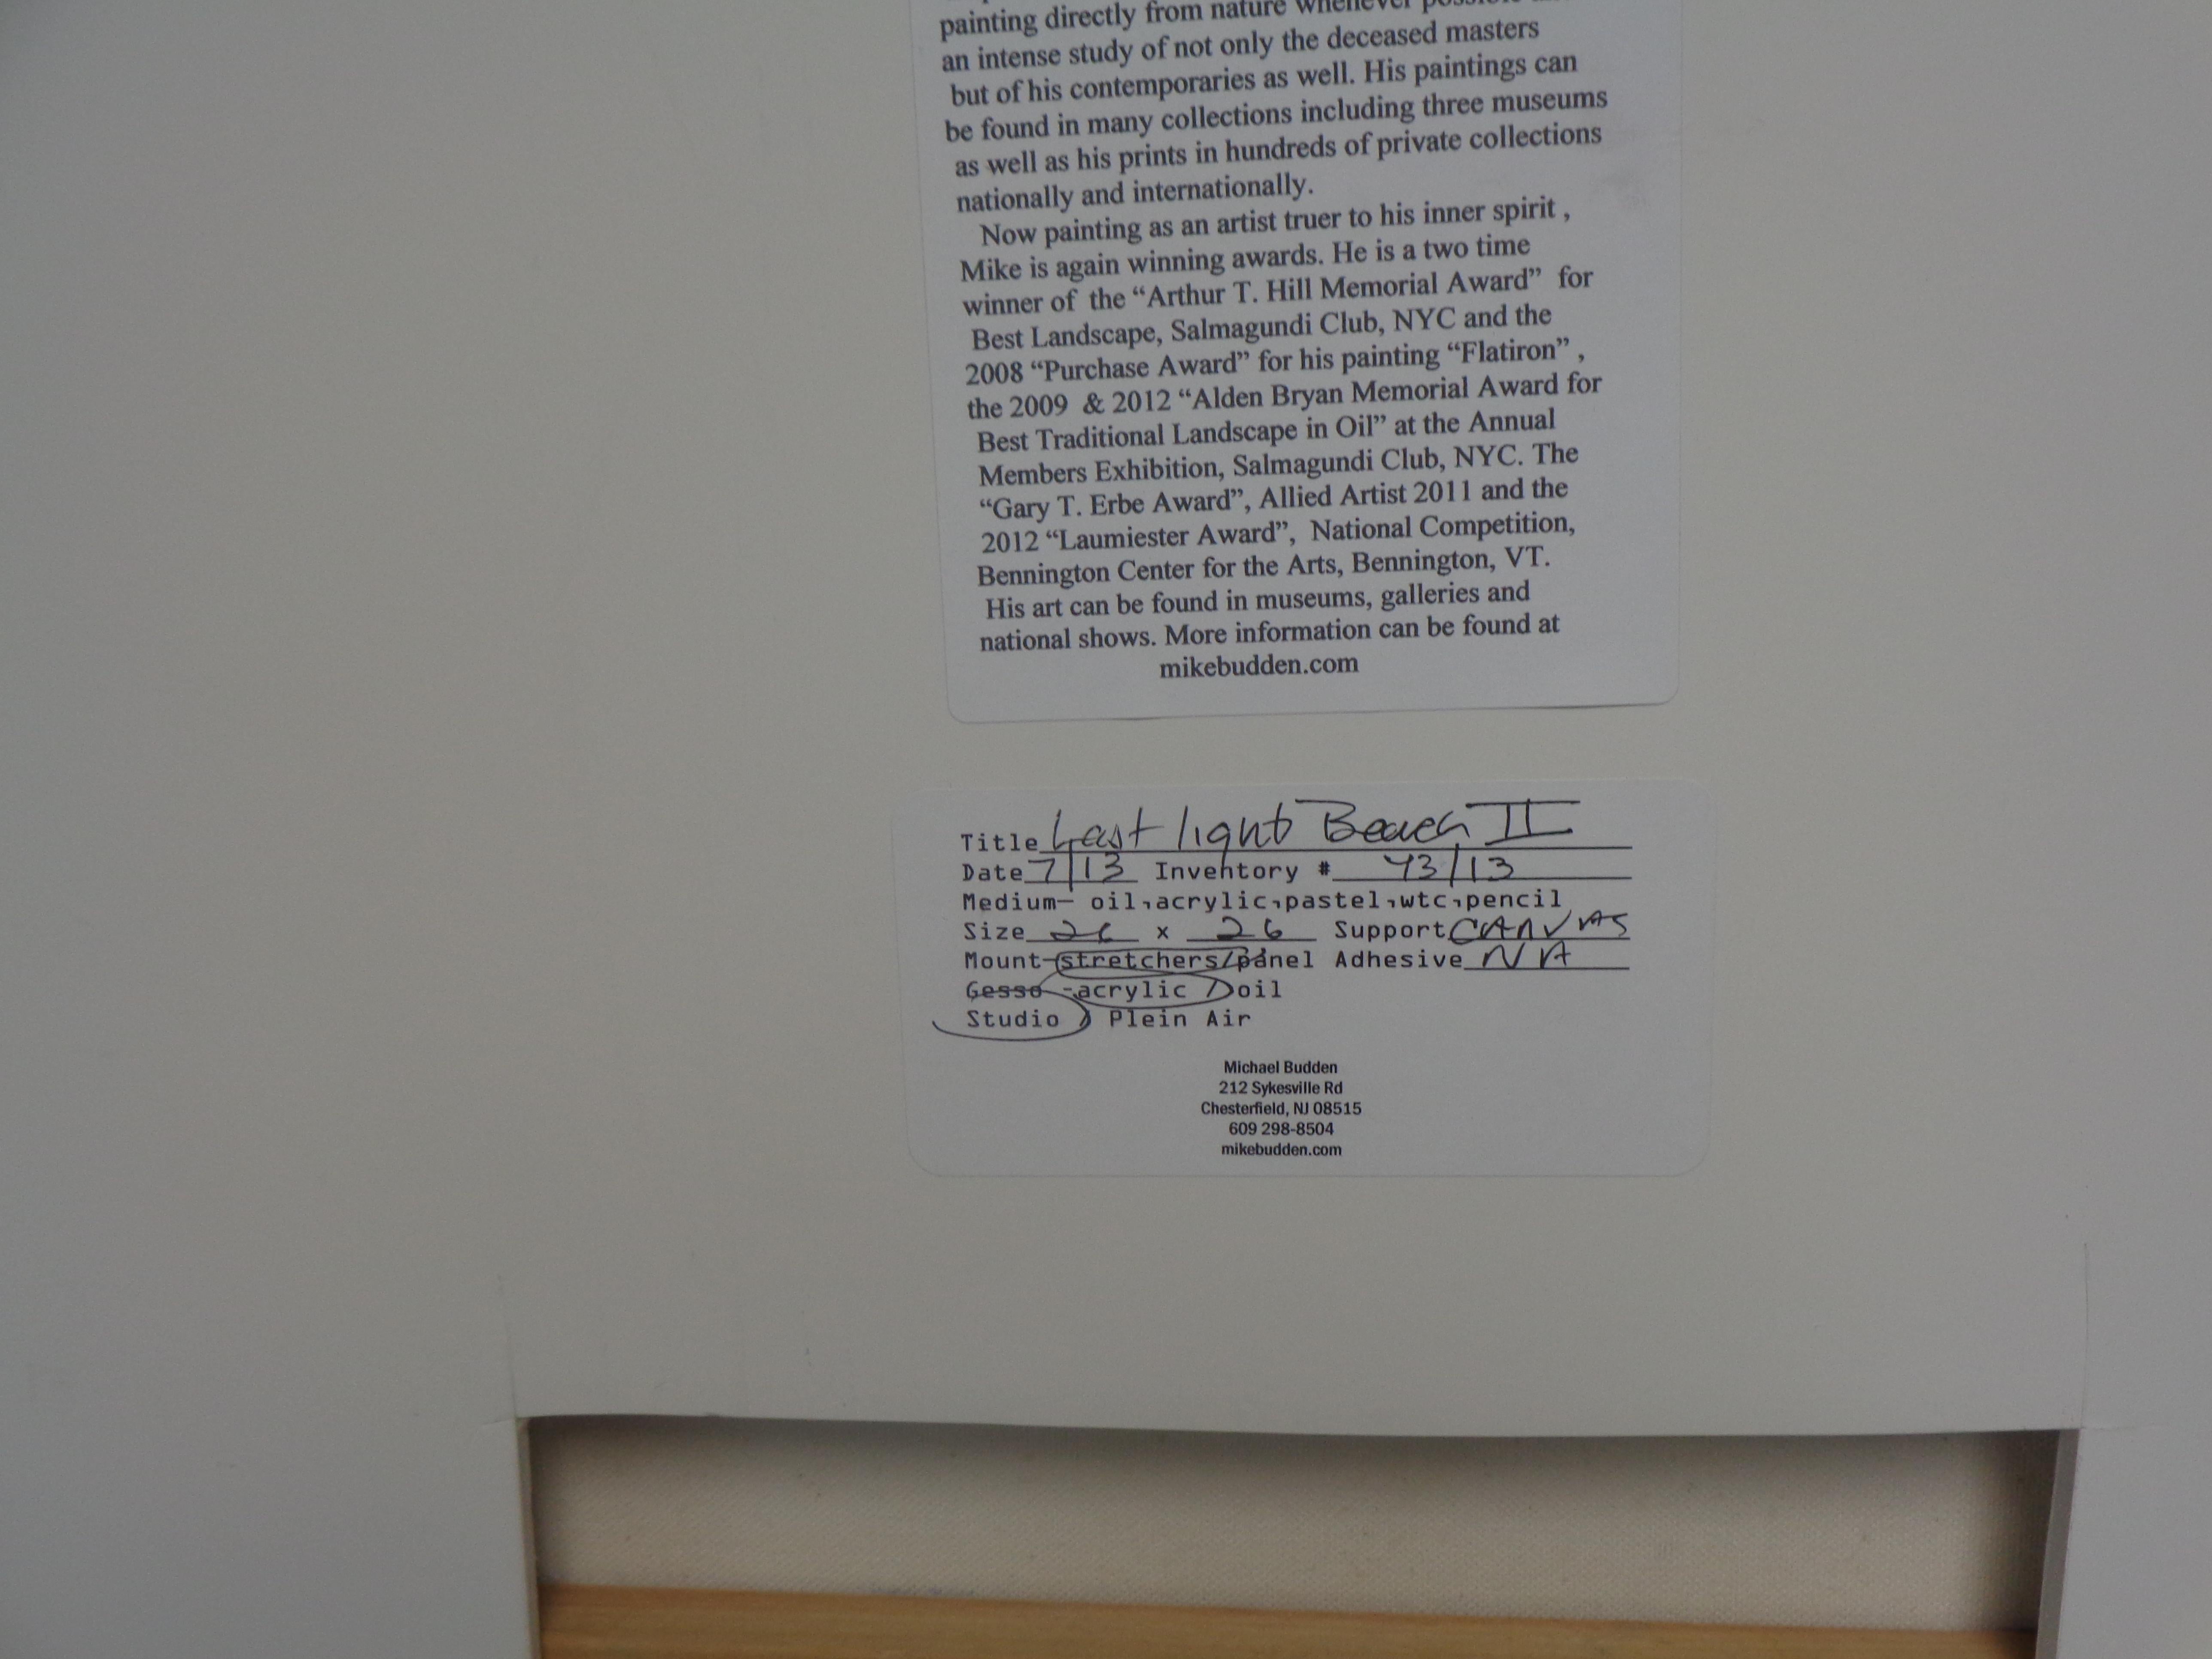 painting directly from nature whenever possible
an intense study of not only the deceased masters
but of his contemporaries as well. His paintings can
be found in many collections including three museums
as well as his prints in hundreds of private collections
nationally and internationally.
Now painting as an artist truer to his inner spirit ,
Mike is again winning awards. He is a two time
winner of the “Arthur T. Hill Memorial Award” for
Best Landscape, Salmagundi Club, NYC and the
2008 “Purchase Award” for his painting “Flatiron” ,
the 2009 & 2012 “Alden Bryan Memorial Award for
Best Traditional Landscape in Oil” at the Annual
Members Exhibition, Salmagundi Club, NYC. The
“Gary T. Erbe Award”, Allied Artist 2011 and the
2012 “Laumiester Award”, National Competition,
Bennington Center for the Arts, Bennington, VT.
His art can be found in museums, galleries and
national shows. More information can be found at
mikebudden.com
Title Last light Beach II
Date 7/13 Inventory # 43/13
Medium- oil,acrylic,pastel,wtc,pencil
Size 26 x 26 Support CANVAS
Mount-stretchers/panel Adhesive NA
Gesso -acrylic / oil
Studio / Plein Air
Michael Budden
212 Sykesville Rd
Chesterfield, NJ 08515
609 298-8504
mikebudden.com